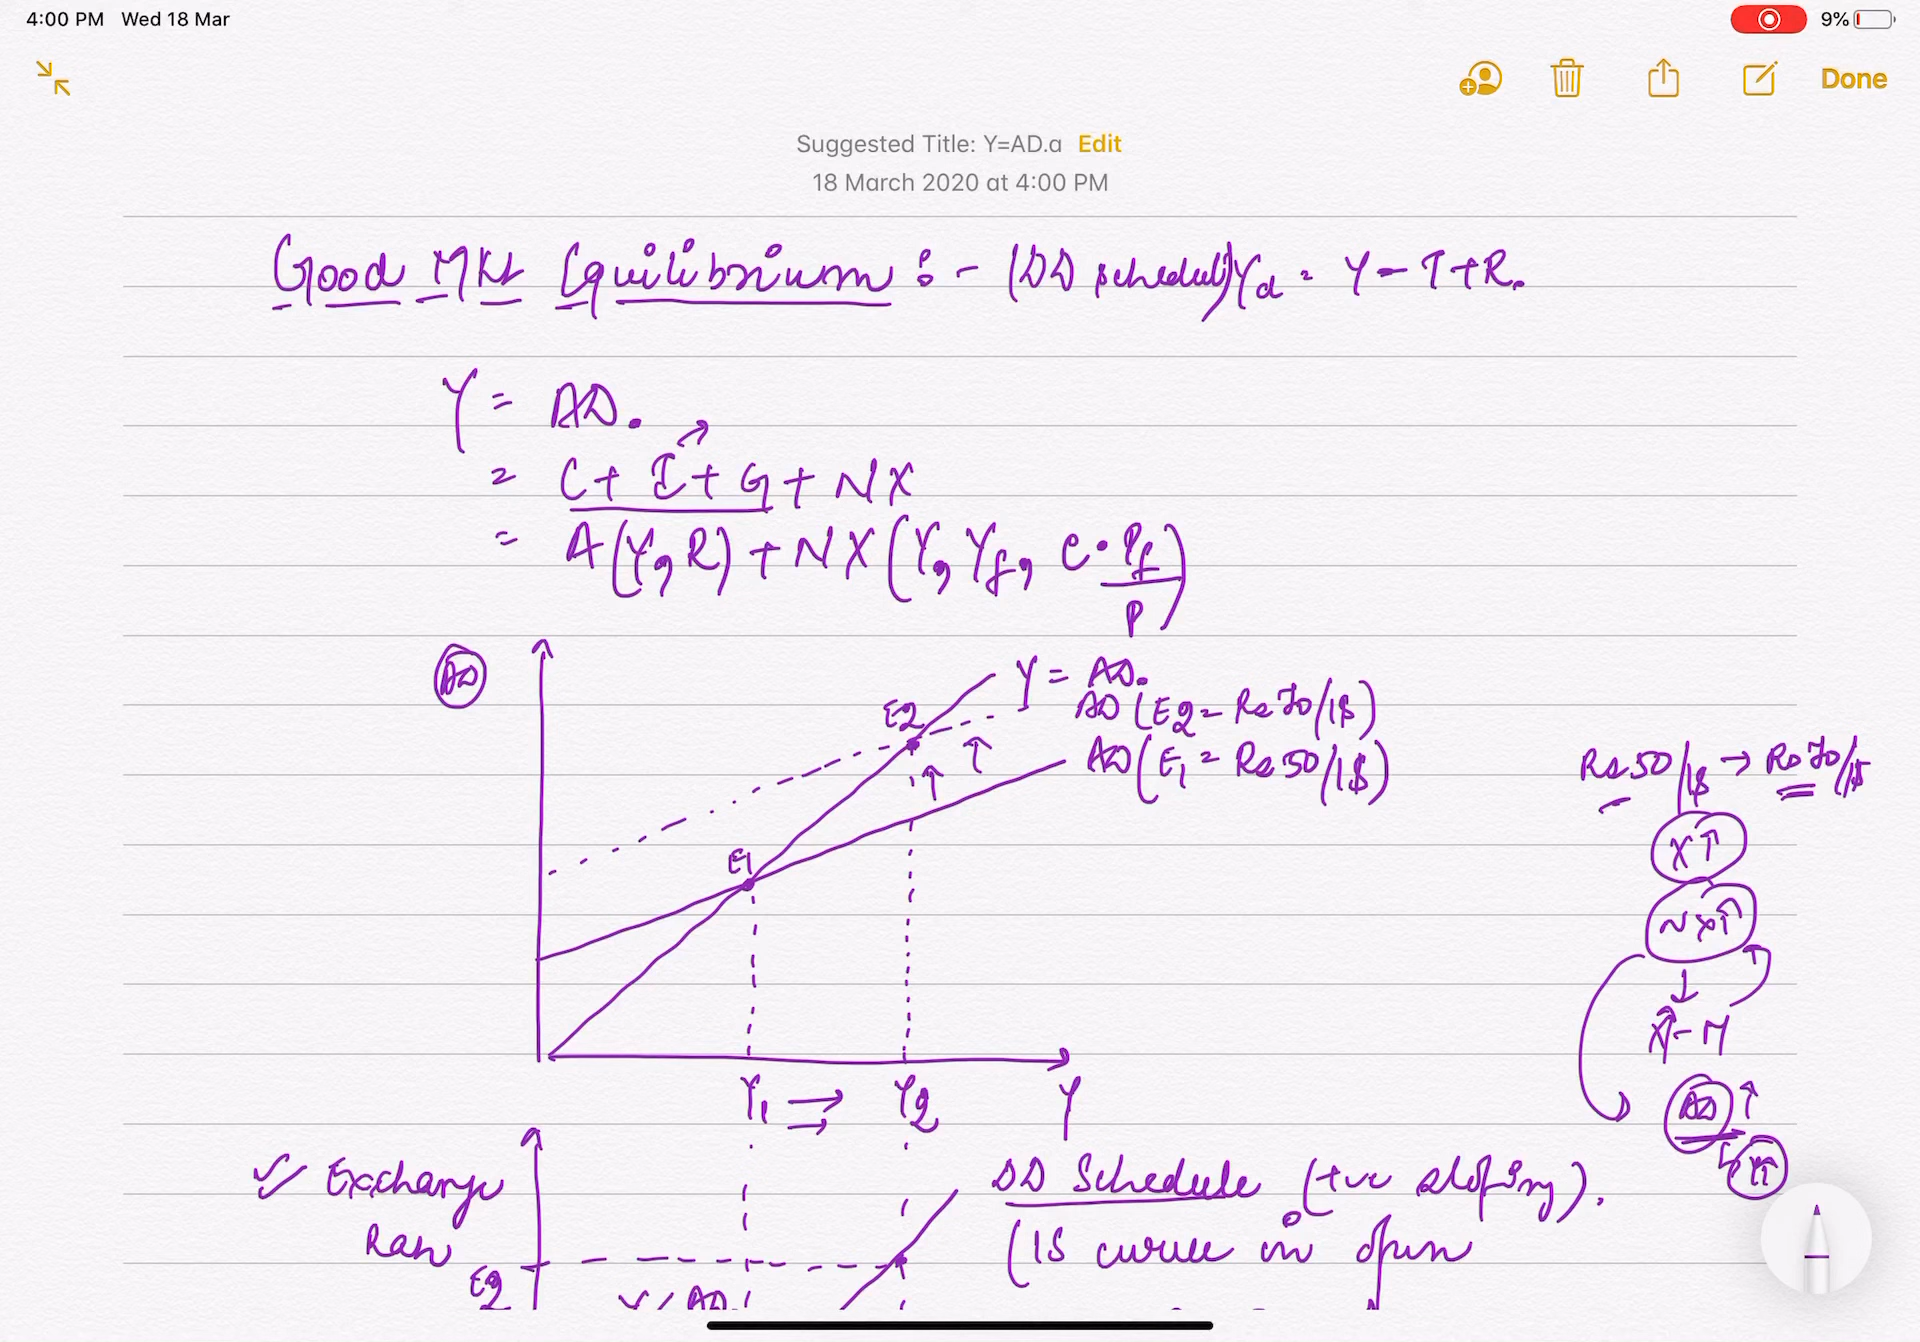 4:00 PM Wed 18 Mar
9%
Done
Suggested Title: Y=AD.a Edit
18 March 2020 at 4:00 PM
Good Mkt Equilibrium :- (DD schedule) Yd = Y - T + R.
Y = AD.
= C + I + G + NX
= A(Y, R) + NX(Y, Yf, e·Pf/P)
AD
Y = AD.
E2
AD (E2 = Rs 70/1$)
AD (E1 = Rs 50/1$)
Rs 50/1$ → Rs 70/1$
X↑
E1
NX↑
↓
X↑ - M
Y1 → Y2 Y
AD ↑
Y↑
Exchange
Rate
DD Schedule (+ve sloping).
(IS curve in open
E2